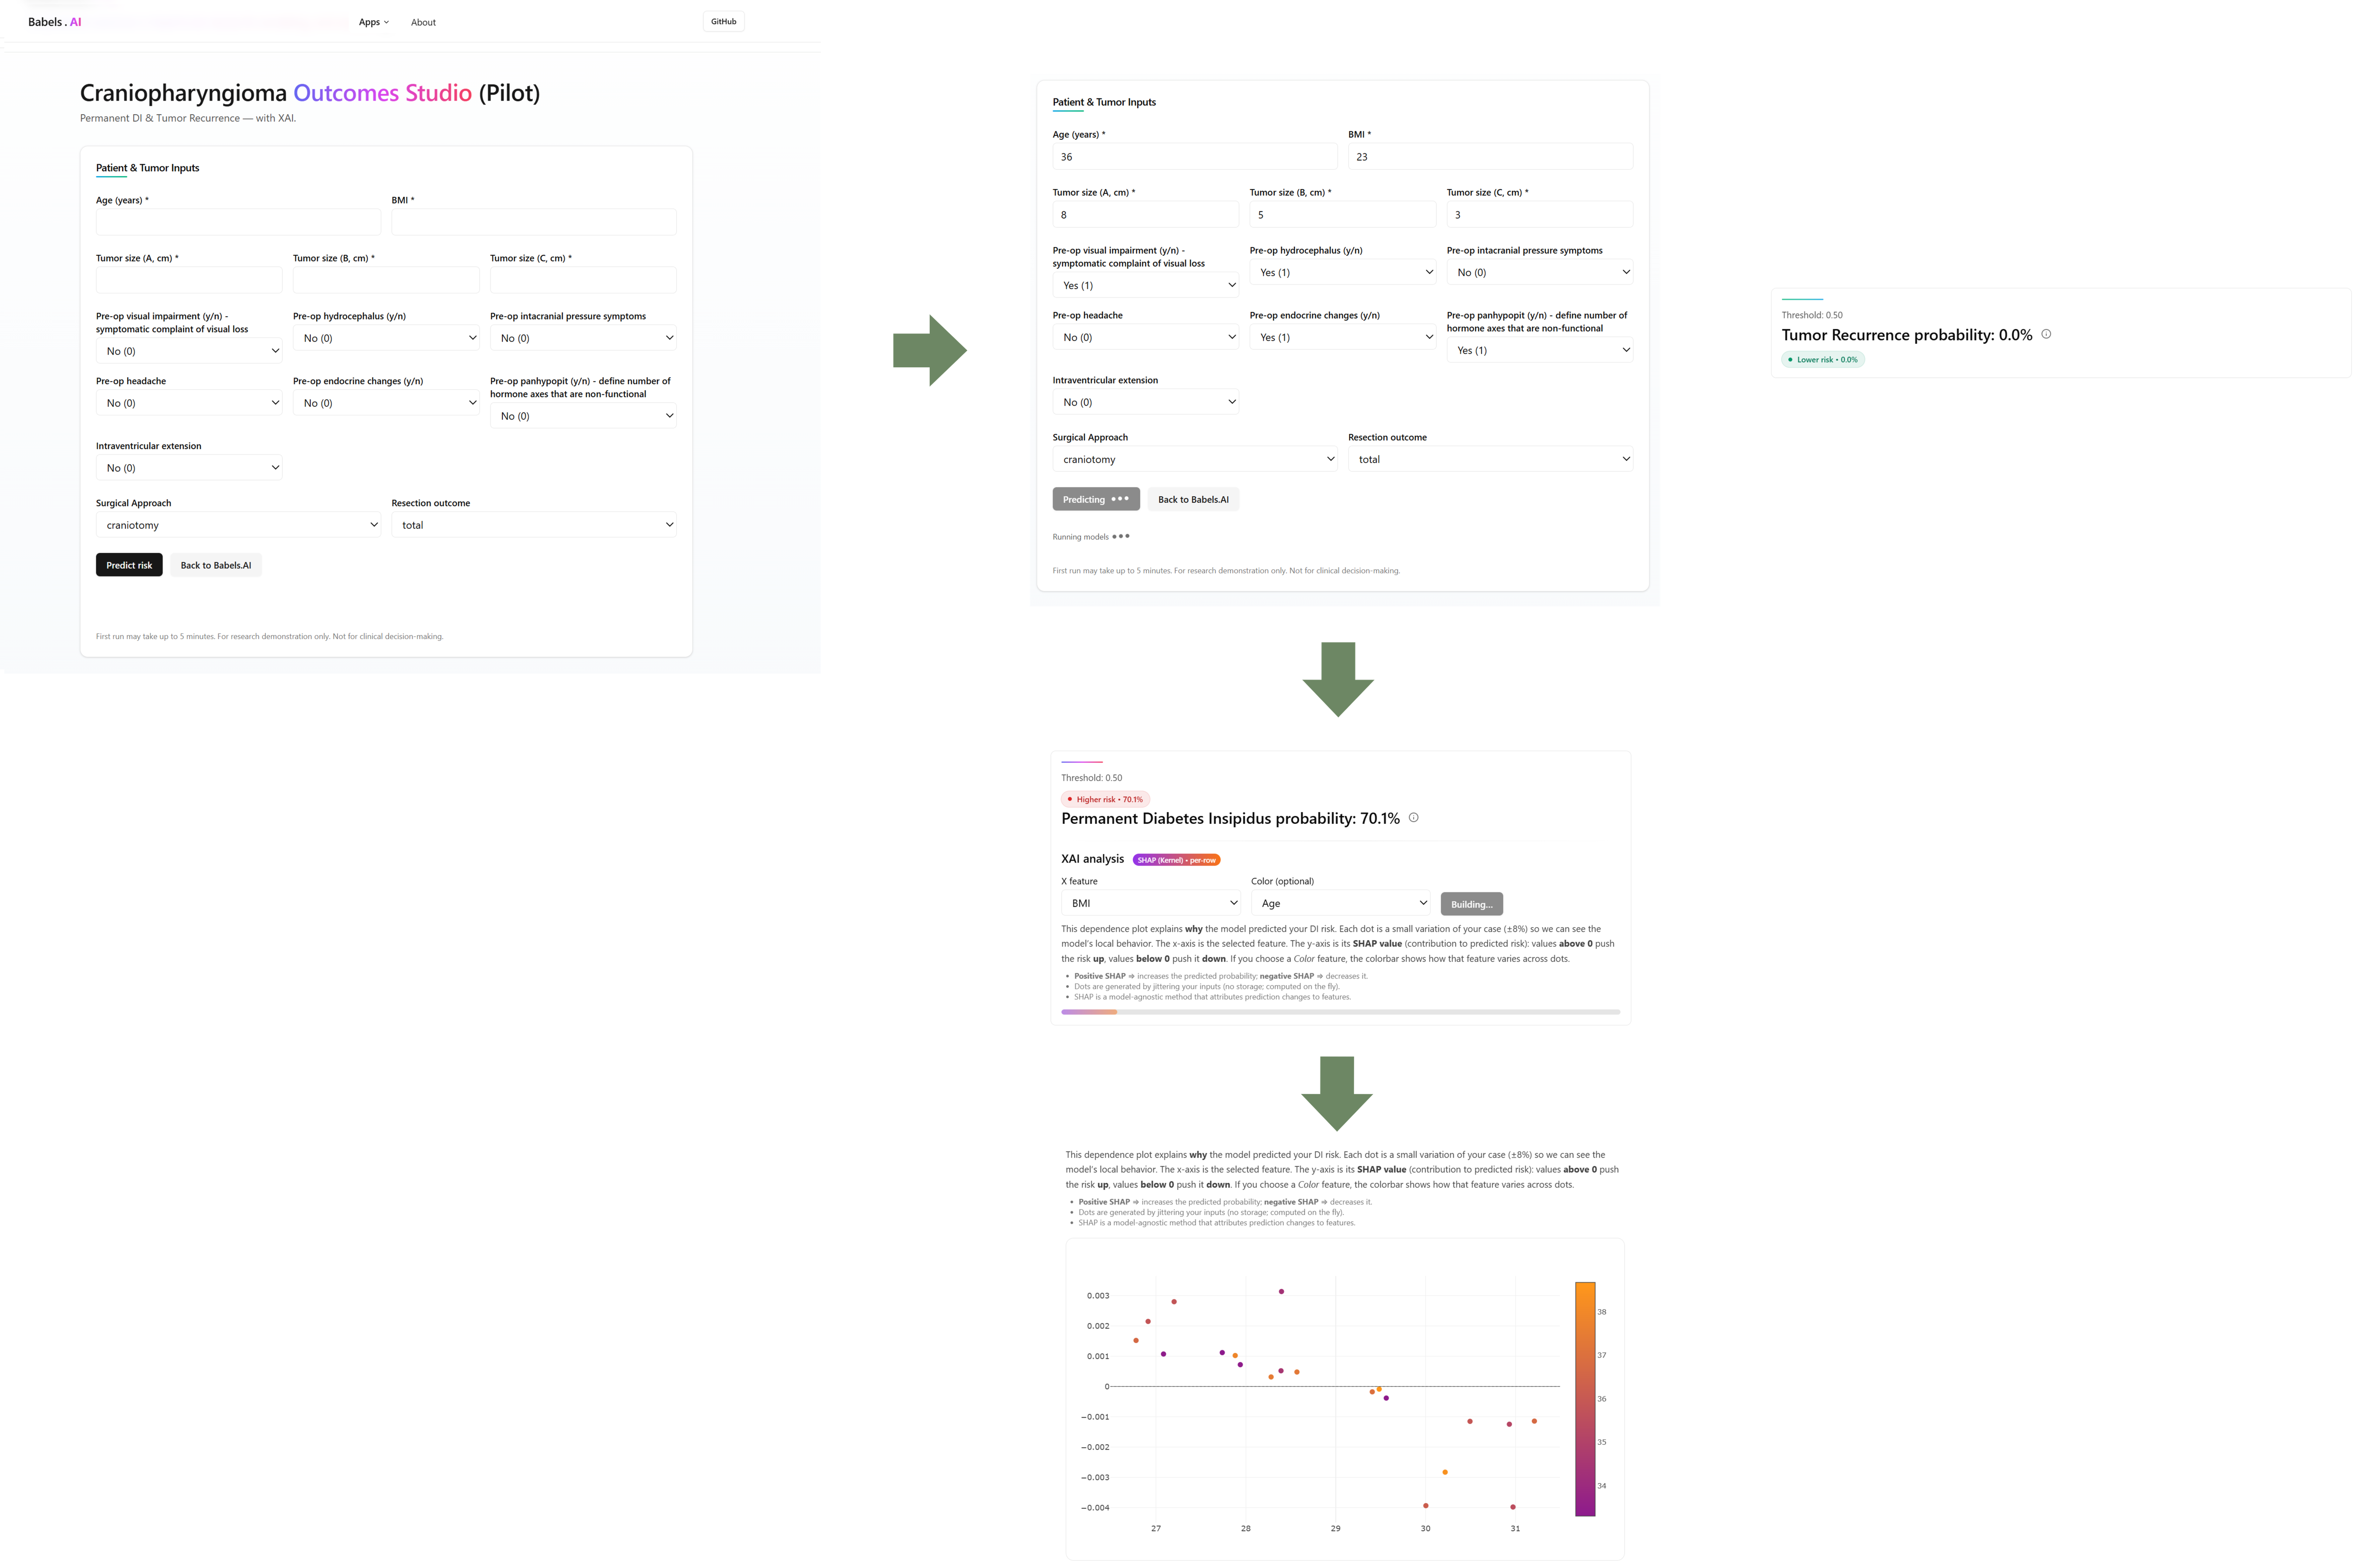 Babels . AI
Apps
About
GitHub
Craniopharyngioma Outcomes Studio (Pilot)
Permanent DI & Tumor Recurrence — with XAI.
Patient & Tumor Inputs
Age (years) *
BMI *
Tumor size (A, cm) *
Tumor size (B, cm) *
Tumor size (C, cm) *
Pre-op visual impairment (y/n) -
symptomatic complaint of visual loss
No (0)
Pre-op hydrocephalus (y/n)
No (0)
Pre-op intacranial pressure symptoms
No (0)
Pre-op headache
No (0)
Pre-op endocrine changes (y/n)
No (0)
Pre-op panhypopit (y/n) - define number of
hormone axes that are non-functional
No (0)
Intraventricular extension
No (0)
Surgical Approach
craniotomy
Resection outcome
total
Predict risk
Back to Babels.AI
First run may take up to 5 minutes. For research demonstration only. Not for clinical decision-making.
Patient & Tumor Inputs
Age (years) *
36
BMI *
23
Tumor size (A, cm) *
8
Tumor size (B, cm) *
5
Tumor size (C, cm) *
3
Pre-op visual impairment (y/n) -
symptomatic complaint of visual loss
Yes (1)
Pre-op hydrocephalus (y/n)
Yes (1)
Pre-op intacranial pressure symptoms
No (0)
Pre-op headache
No (0)
Pre-op endocrine changes (y/n)
Yes (1)
Pre-op panhypopit (y/n) - define number of
hormone axes that are non-functional
Yes (1)
Intraventricular extension
No (0)
Surgical Approach
craniotomy
Resection outcome
total
Predicting
Back to Babels.AI
Running models
First run may take up to 5 minutes. For research demonstration only. Not for clinical decision-making.
Threshold: 0.50
Tumor Recurrence probability: 0.0%
Lower risk • 0.0%
Threshold: 0.50
Higher risk • 70.1%
Permanent Diabetes Insipidus probability: 70.1%
XAI analysis
SHAP (Kernel) • per-row
X feature
BMI
Color (optional)
Age
Building...
This dependence plot explains why the model predicted your DI risk. Each dot is a small variation of your case (±8%) so we can see the
model's local behavior. The x-axis is the selected feature. The y-axis is its SHAP value (contribution to predicted risk): values above 0 push
the risk up, values below 0 push it down. If you choose a Color feature, the colorbar shows how that feature varies across dots.
• Positive SHAP ⇒ increases the predicted probability; negative SHAP ⇒ decreases it.
• Dots are generated by jittering your inputs (no storage; computed on the fly).
• SHAP is a model-agnostic method that attributes prediction changes to features.
This dependence plot explains why the model predicted your DI risk. Each dot is a small variation of your case (±8%) so we can see the
model's local behavior. The x-axis is the selected feature. The y-axis is its SHAP value (contribution to predicted risk): values above 0 push
the risk up, values below 0 push it down. If you choose a Color feature, the colorbar shows how that feature varies across dots.
• Positive SHAP ⇒ increases the predicted probability; negative SHAP ⇒ decreases it.
• Dots are generated by jittering your inputs (no storage; computed on the fly).
• SHAP is a model-agnostic method that attributes prediction changes to features.
0.003
0.002
0.001
0
−0.001
−0.002
−0.003
−0.004
27
28
29
30
31
38
37
36
35
34